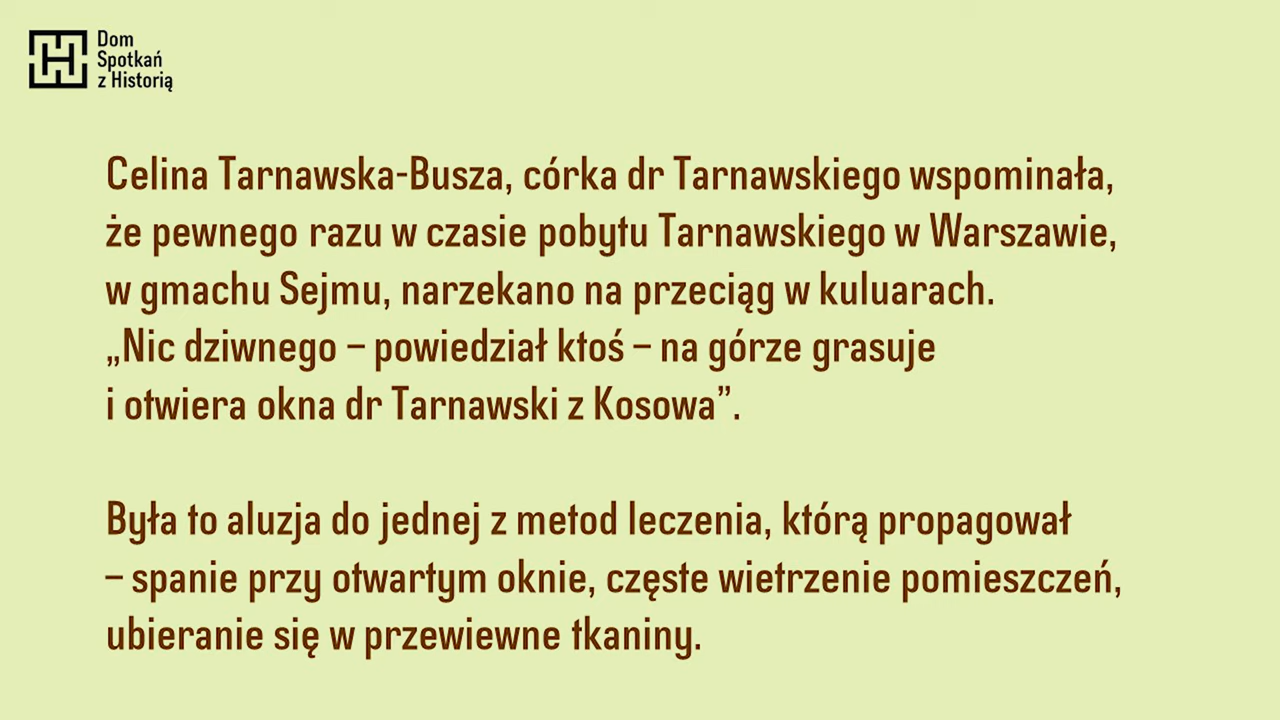 Dom
Spotkań
z Historią
Celina Tarnawska-Busza, córka dr Tarnawskiego wspominała,
że pewnego razu w czasie pobytu Tarnawskiego w Warszawie,
w gmachu Sejmu, narzekano na przeciąg w kuluarach.
„Nic dziwnego – powiedział ktoś – na górze grasuje
i otwiera okna dr Tarnawski z Kosowa”.
Była to aluzja do jednej z metod leczenia, którą propagował
– spanie przy otwartym oknie, częste wietrzenie pomieszczeń,
ubieranie się w przewiewne tkaniny.